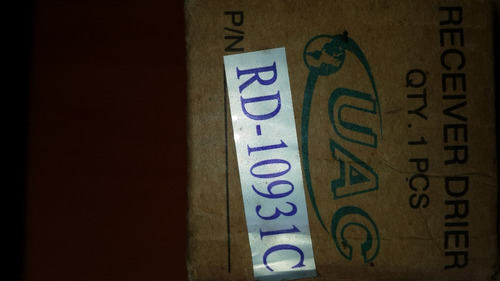 RECEIVER DRIER
QTY. 1 PCS
UAC
P/N
RD-10931C